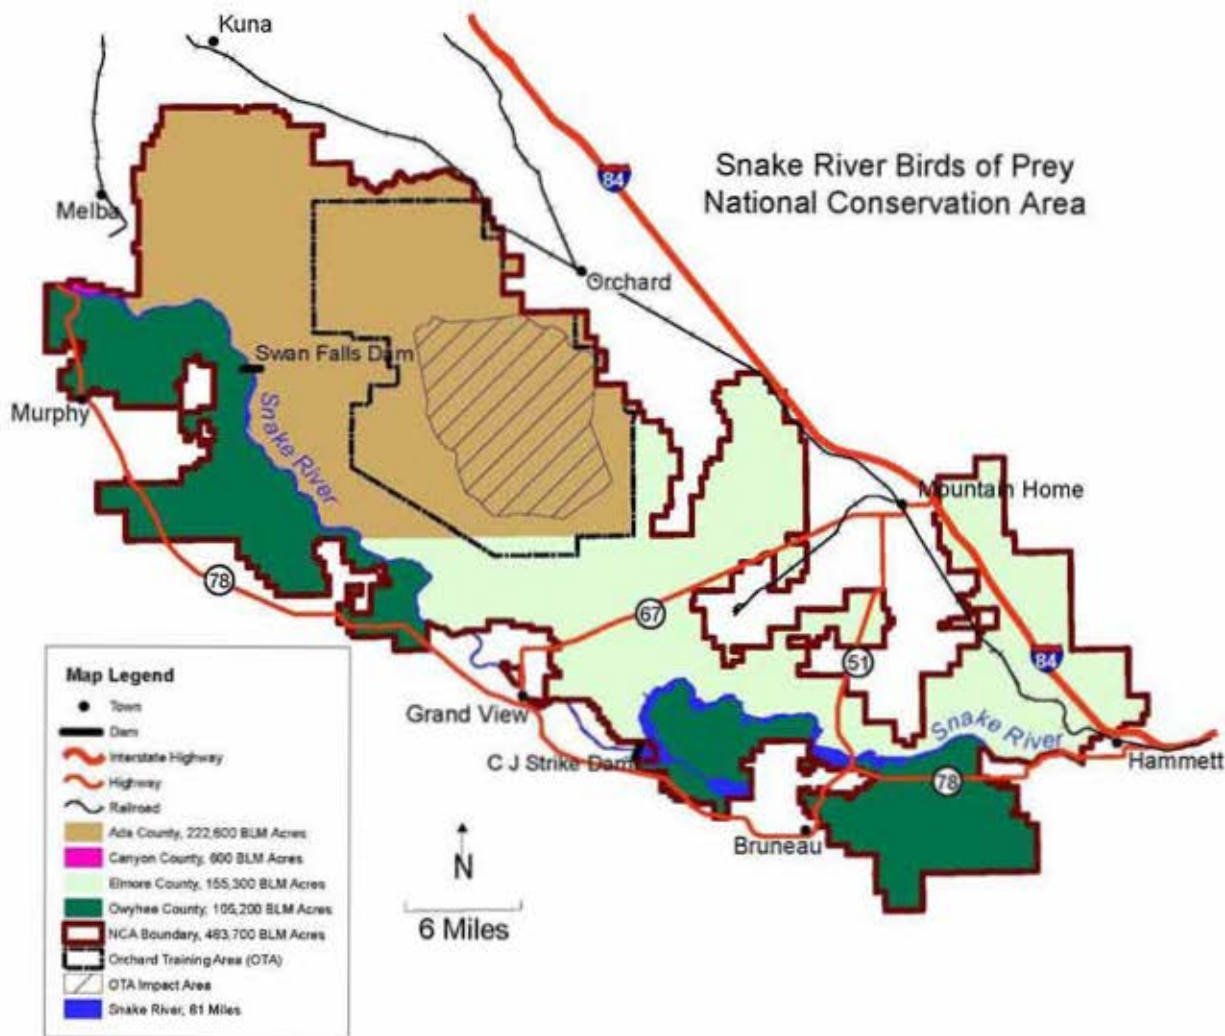 Kuna
84
Snake River Birds of Prey
National Conservation Area
Melba
Orchard
Swan Falls Dam
Murphy
Snake River
Mountain Home
78
67
51
84
Map Legend
Town
Dam
Interstate Highway
Highway
Railroad
Ada County, 222,600 BLM Acres
Canyon County, 600 BLM Acres
Elmore County, 155,300 BLM Acres
Owyhee County, 105,200 BLM Acres
NCA Boundary, 483,700 BLM Acres
Orchard Training Area (OTA)
OTA Impact Area
Snake River, 81 Miles
Grand View
Snake River
C J Strike Dam
Hammett
78
Bruneau
N
6 Miles